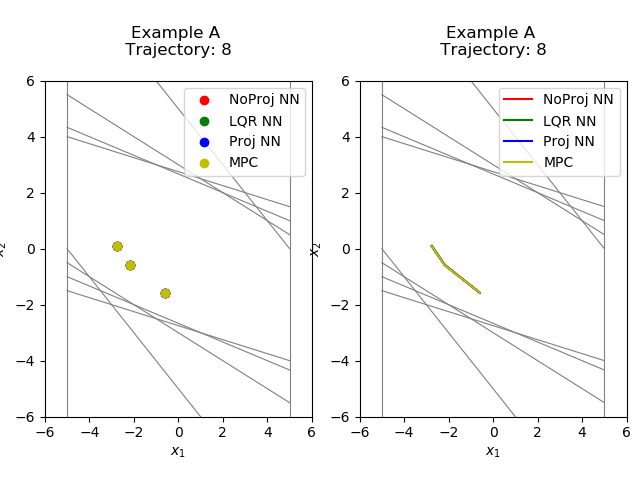 Example A
Trajectory: 8
Example A
Trajectory: 8
6
4
2
0
−2
−4
−6
x₂
−6
−4
−2
0
2
4
6
x₁
NoProj NN
LQR NN
Proj NN
MPC
6
4
2
0
−2
−4
−6
x₂
−6
−4
−2
0
2
4
6
x₁
NoProj NN
LQR NN
Proj NN
MPC